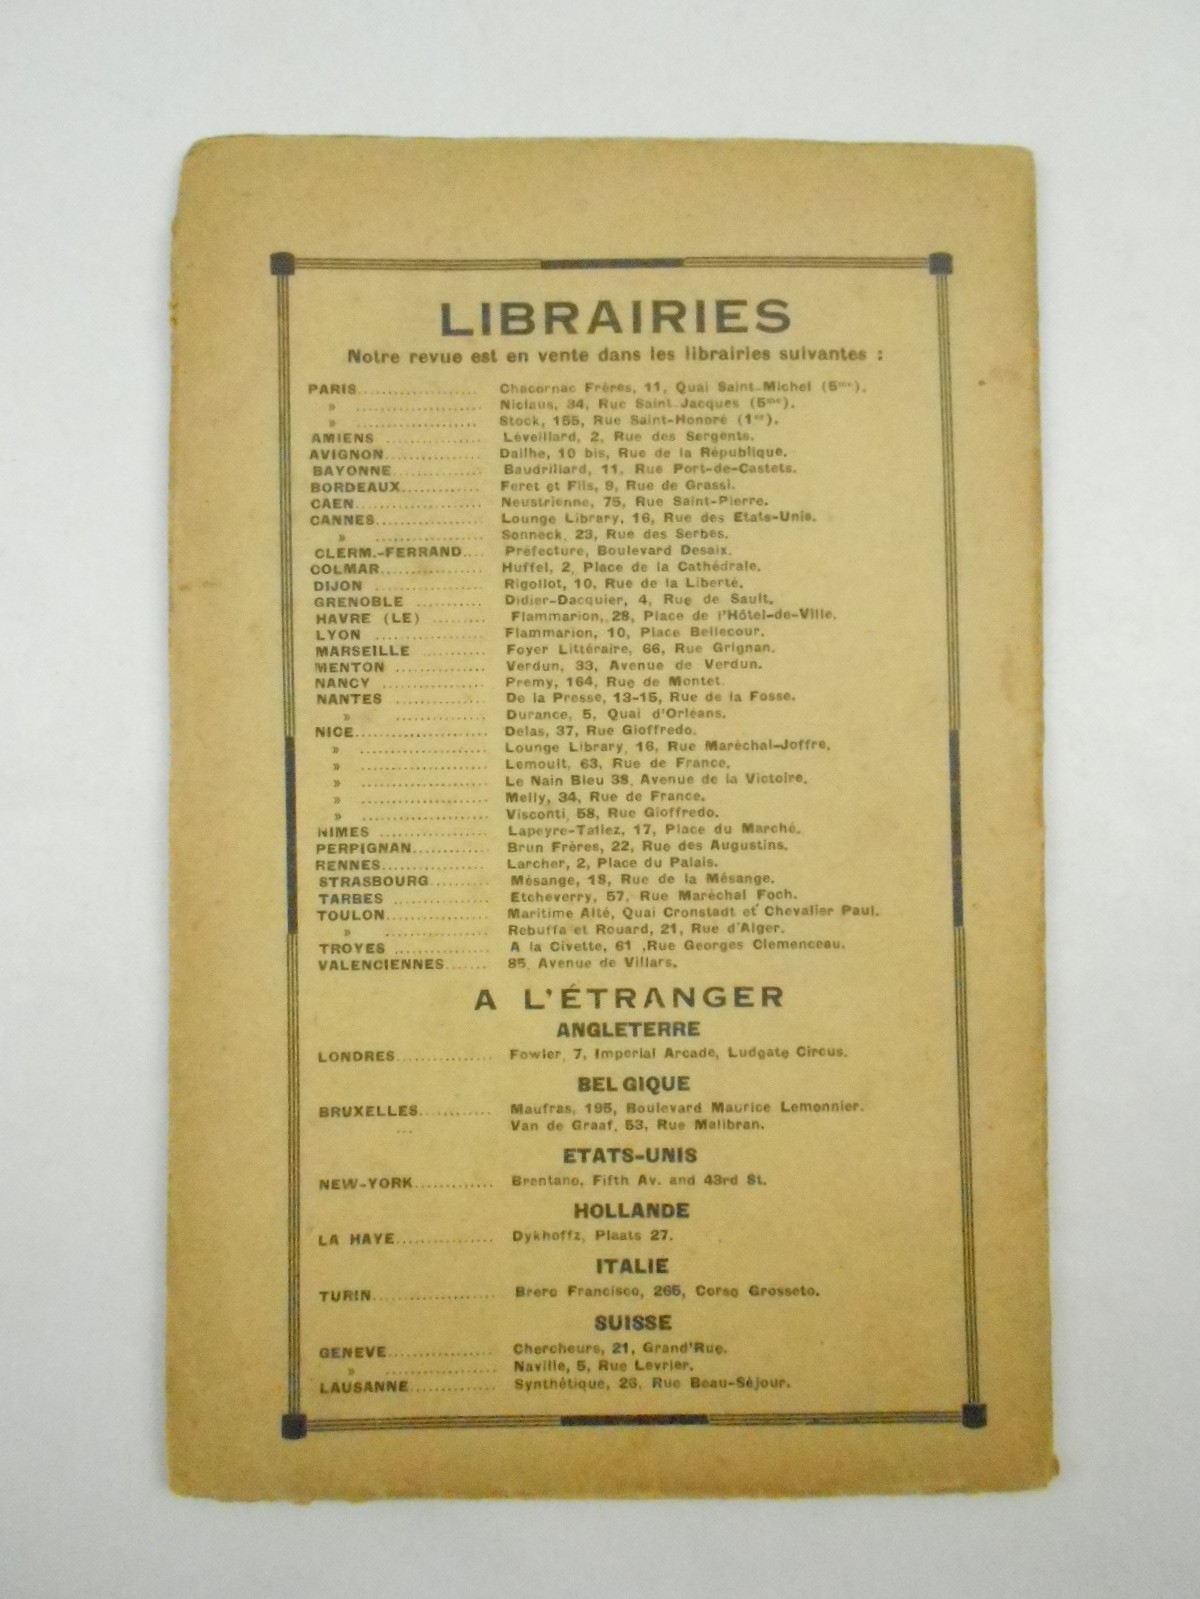 LIBRAIRIES
Notre revue est en vente dans les librairies suivantes :
PARIS.................... Chacornac Frères, 11, Quai Saint-Michel (5me).
» .................... Niclaus, 34, Rue Saint-Jacques (5me).
» .................... Stock, 155, Rue Saint-Honoré (1er).
AMIENS ................ Léveillard, 2, Rue des Sergents.
AVIGNON................ Dailhe, 10 bis, Rue de la République.
BAYONNE............... Baudrillard, 11, Rue Port-de-Castets.
BORDEAUX............. Feret et Fils, 9, Rue de Grassi.
CAEN..................... Neustrienne, 75, Rue Saint-Pierre.
CANNES.................. Lounge Library, 16, Rue des Etats-Unis.
» .................. Sonneck, 23, Rue des Serbes.
CLERM.-FERRAND.... Préfecture, Boulevard Desaix.
COLMAR................. Huffel, 2, Place de la Cathédrale.
DIJON .................. Rigollot, 10, Rue de la Liberté.
GRENOBLE ........... Didier-Dacquier, 4, Rue de Sault.
HAVRE (LE) ......... Flammarion, 28, Place de l'Hôtel-de-Ville.
LYON .................. Flammarion, 10, Place Bellecour.
MARSEILLE .......... Foyer Littéraire, 66, Rue Grignan.
MENTON ............... Verdun, 33, Avenue de Verdun.
NANCY ................. Premy, 164, Rue de Montet.
NANTES ............... De la Presse, 13-15, Rue de la Fosse.
» ............... Durance, 5, Quai d'Orléans.
NICE...................... Delas, 37, Rue Gioffredo.
» ..................... Lounge Library, 16, Rue Maréchal-Joffre.
» ..................... Lemoult, 63, Rue de France.
» ..................... Le Nain Bleu 38, Avenue de la Victoire.
» ..................... Melly, 34, Rue de France.
» ..................... Visconti, 58, Rue Gioffredo.
NIMES .................. Lapeyre-Tallez, 17, Place du Marché.
PERPIGNAN............ Brun Frères, 22, Rue des Augustins.
RENNES................. Larcher, 2, Place du Palais.
STRASBOURG.......... Mésange, 18, Rue de la Mésange.
TARBES ................ Etcheverry, 57, Rue Maréchal Foch.
TOULON................. Maritime Alté, Quai Cronstadt et Chevalier Paul.
» ................. Rebuffa et Rouard, 21, Rue d'Alger.
TROYES ................ A la Civette, 61 ,Rue Georges Clemenceau.
VALENCIENNES....... 85, Avenue de Villars.
A L'ÉTRANGER
ANGLETERRE
LONDRES................ Fowler, 7, Imperial Arcade, Ludgate Circus.
BELGIQUE
BRUXELLES............ Maufras, 195, Boulevard Maurice Lemonnier.
... Van de Graaf, 53, Rue Malibran.
ETATS-UNIS
NEW-YORK............. Brentano, Fifth Av. and 43rd St.
HOLLANDE
LA HAYE................ Dykhoffz, Plaats 27.
ITALIE
TURIN.................... Brero Francisco, 265, Corso Grosseto.
SUISSE
GENEVE................. Chercheurs, 21, Grand'Rue.
» .................. Naville, 5, Rue Levrier.
LAUSANNE.............. Synthétique, 26, Rue Beau-Séjour.